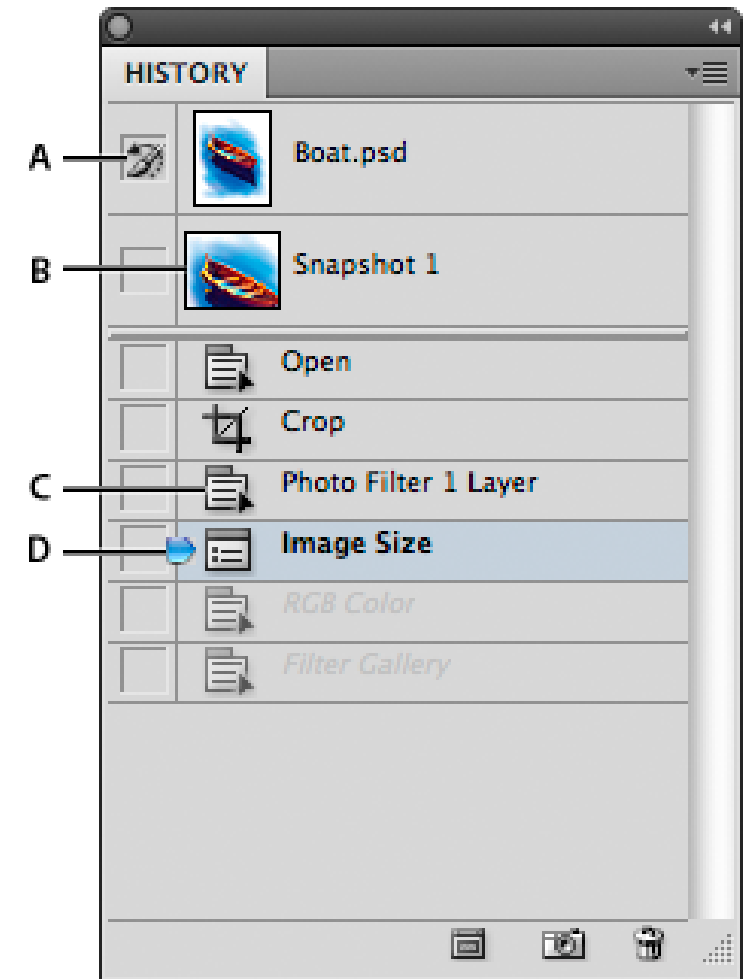 HISTORY
A
Boat.psd
B
Snapshot 1
Open
Crop
C
Photo Filter 1 Layer
D
Image Size
RGB Color
Filter Gallery